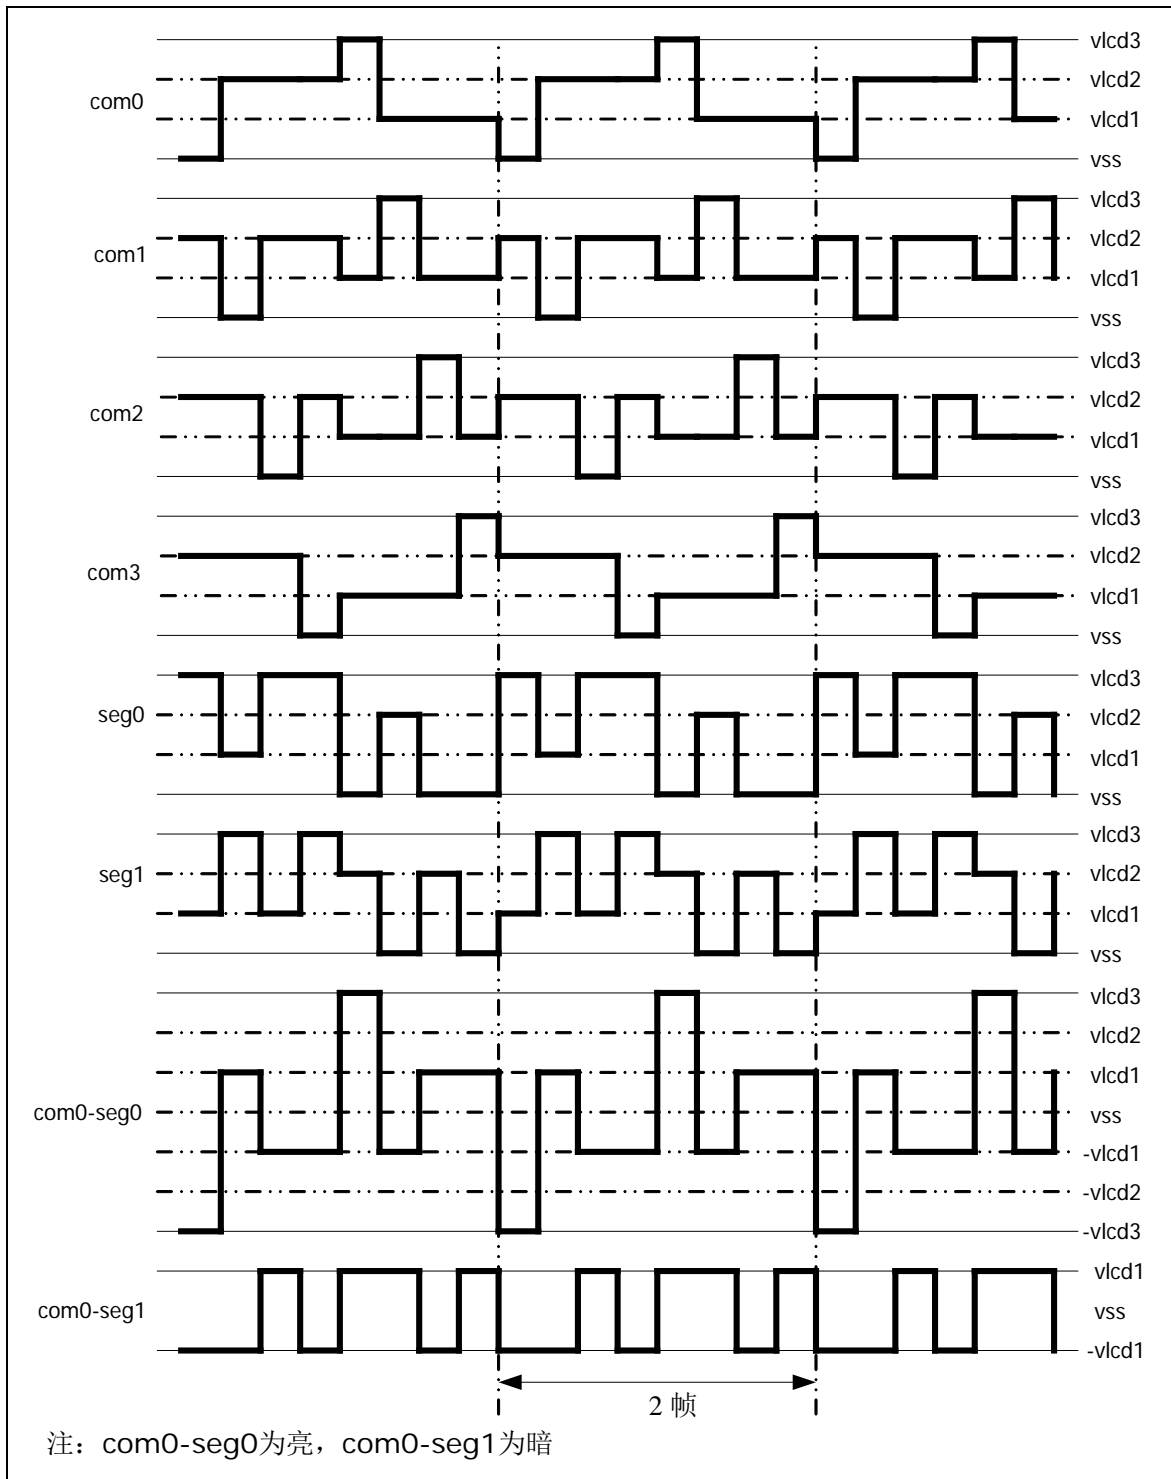 com0
vlcd3
vlcd2
vlcd1
vss
com1
vlcd3
vlcd2
vlcd1
vss
com2
vlcd3
vlcd2
vlcd1
vss
com3
vlcd3
vlcd2
vlcd1
vss
seg0
vlcd3
vlcd2
vlcd1
vss
seg1
vlcd3
vlcd2
vlcd1
vss
com0-seg0
vlcd3
vlcd2
vlcd1
vss
-vlcd1
-vlcd2
-vlcd3
com0-seg1
vlcd1
vss
-vlcd1
2 帧
注：com0-seg0为亮，com0-seg1为暗